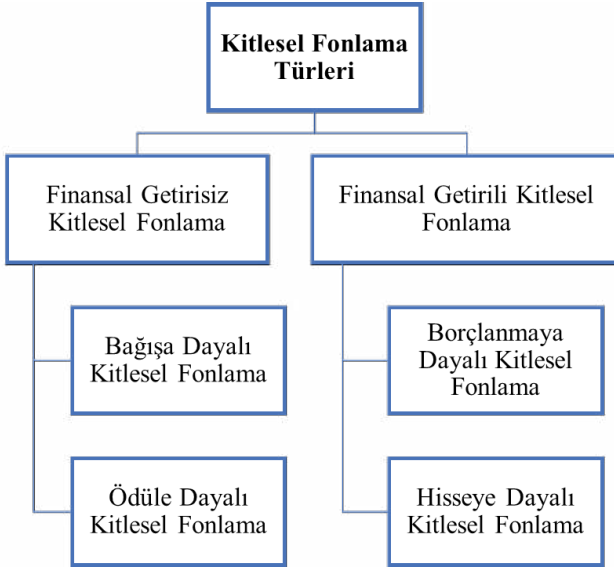 Kitlesel Fonlama
Türleri
Finansal Getirisiz
Kitlesel Fonlama
Finansal Getirili Kitlesel
Fonlama
Bağışa Dayalı
Kitlesel Fonlama
Borçlanmaya
Dayalı Kitlesel
Fonlama
Ödüle Dayalı
Kitlesel Fonlama
Hisseye Dayalı
Kitlesel Fonlama